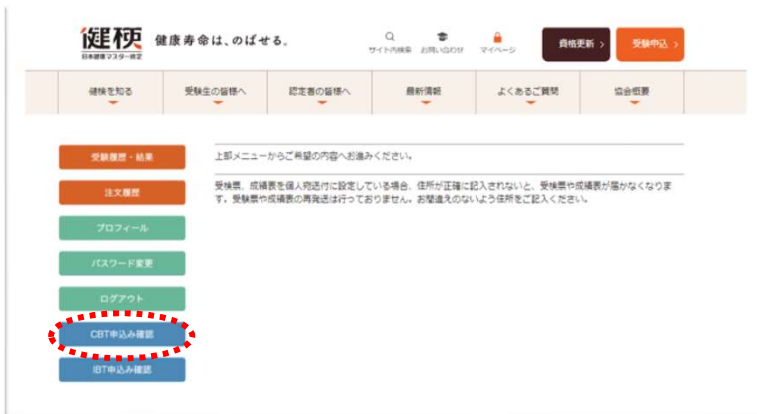 健検
日本健康マスター検定
健康寿命は、のばせる。
サイト内検索 お問い合わせ マイページ
資格更新 ›
受験申込 ›
健検を知る 受験生の皆様へ 認定者の皆様へ 最新情報 よくあるご質問 協会概要
受験履歴・結果
注文履歴
プロフィール
パスワード変更
ログアウト
CBT申込み確認
IBT申込み確認
上部メニューからご希望の内容へお進みください。
受検票、成績表を個人宛送付に設定している場合、住所が正確に記入されないと、受検票や成績表が届かなくなりま
す。受験票や成績表の再発送は行っておりません。お間違えのないよう住所をご記入ください。